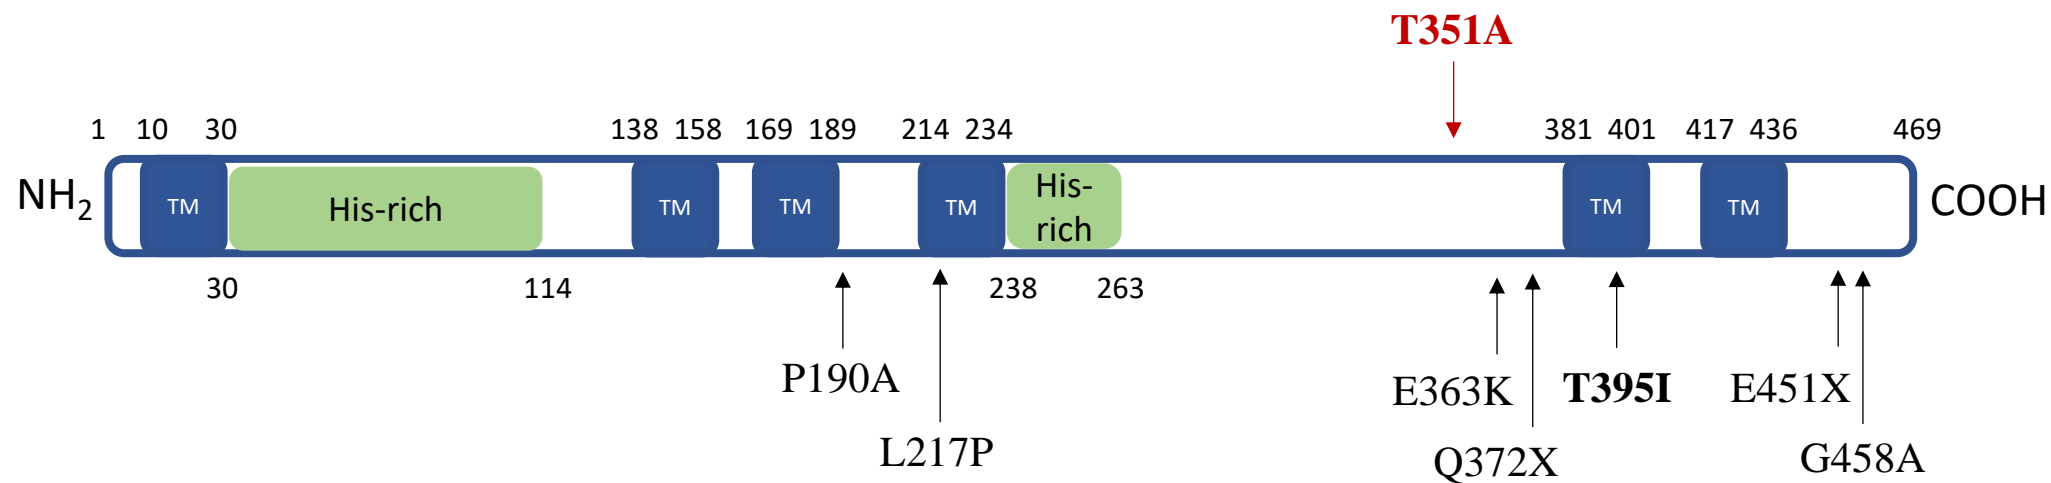 T351A
1 10 30 138 158 169 189 214 234 381 401 417 436 469
NH₂ TM His-rich TM TM TM His-
rich TM TM COOH
30 114 238 263
P190A E363K T395I E451X
L217P Q372X G458A